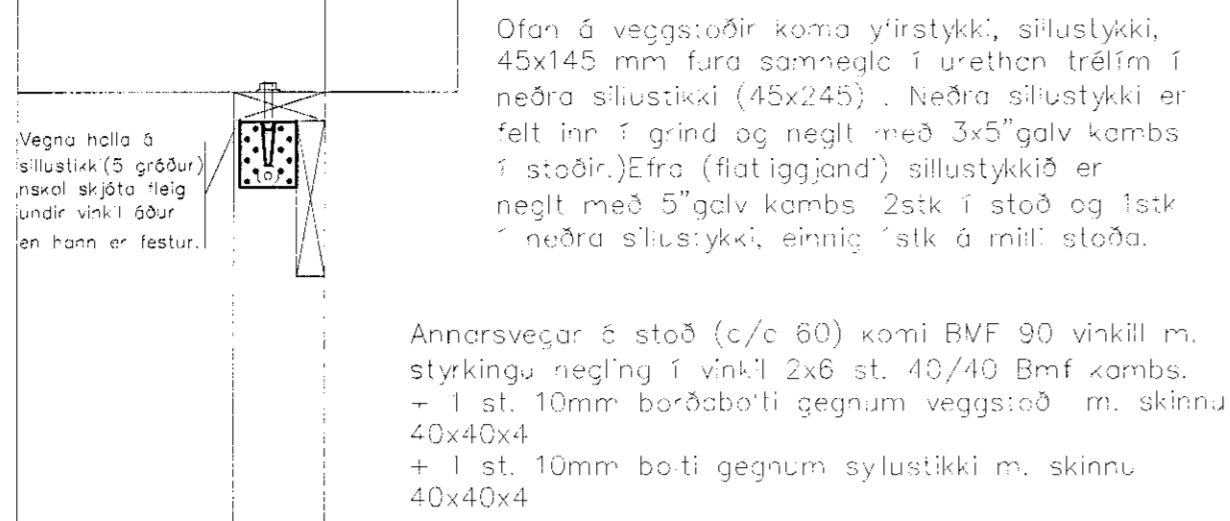 Ofan á veggstoðir koma yfirstykki, sillustykki,
45x145 mm fura samnegla í urethan trélím í
neðra sillustikki (45x245) . Neðra sillustykki er
felt inn í grind og neglt með 3x5"galv kambs
í stoðir.)Efra (flatliggjandi) sillustykkið er
neglt með 5"galv kambs 2stk í stoð og 1stk
í neðra sillustykki, einnig 1stk á milli stoða.
Vegna halla á
sillustikki(5 gráður)
nskal skjóta fleig
undir vinkil áður
en hann er festur.
Annarsvegar á stoð (c/c 60) komi BMF 90 vinkill m.
styrkingu negling í vinkil 2x6 st. 40/40 Bmf kambs.
+ 1 st. 10mm borðabolti gegnum veggstoð m. skinnu
40x40x4
+ 1 st. 10mm bolti gegnum sylustikki m. skinnu
40x40x4